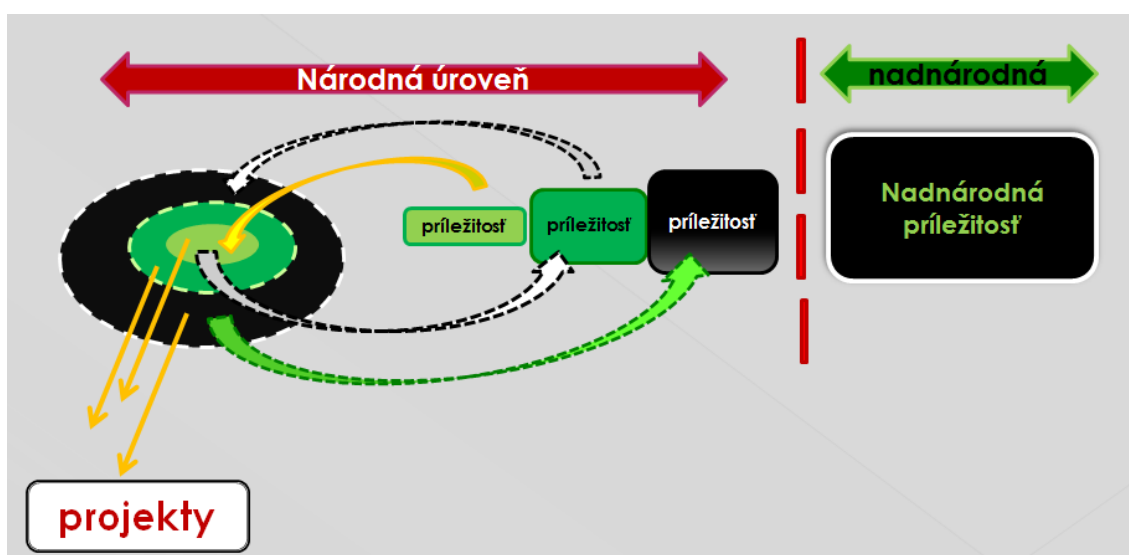 Národná úroveň
nadnárodná
príležitosť
príležitosť
príležitosť
Nadnárodná
príležitosť
projekty